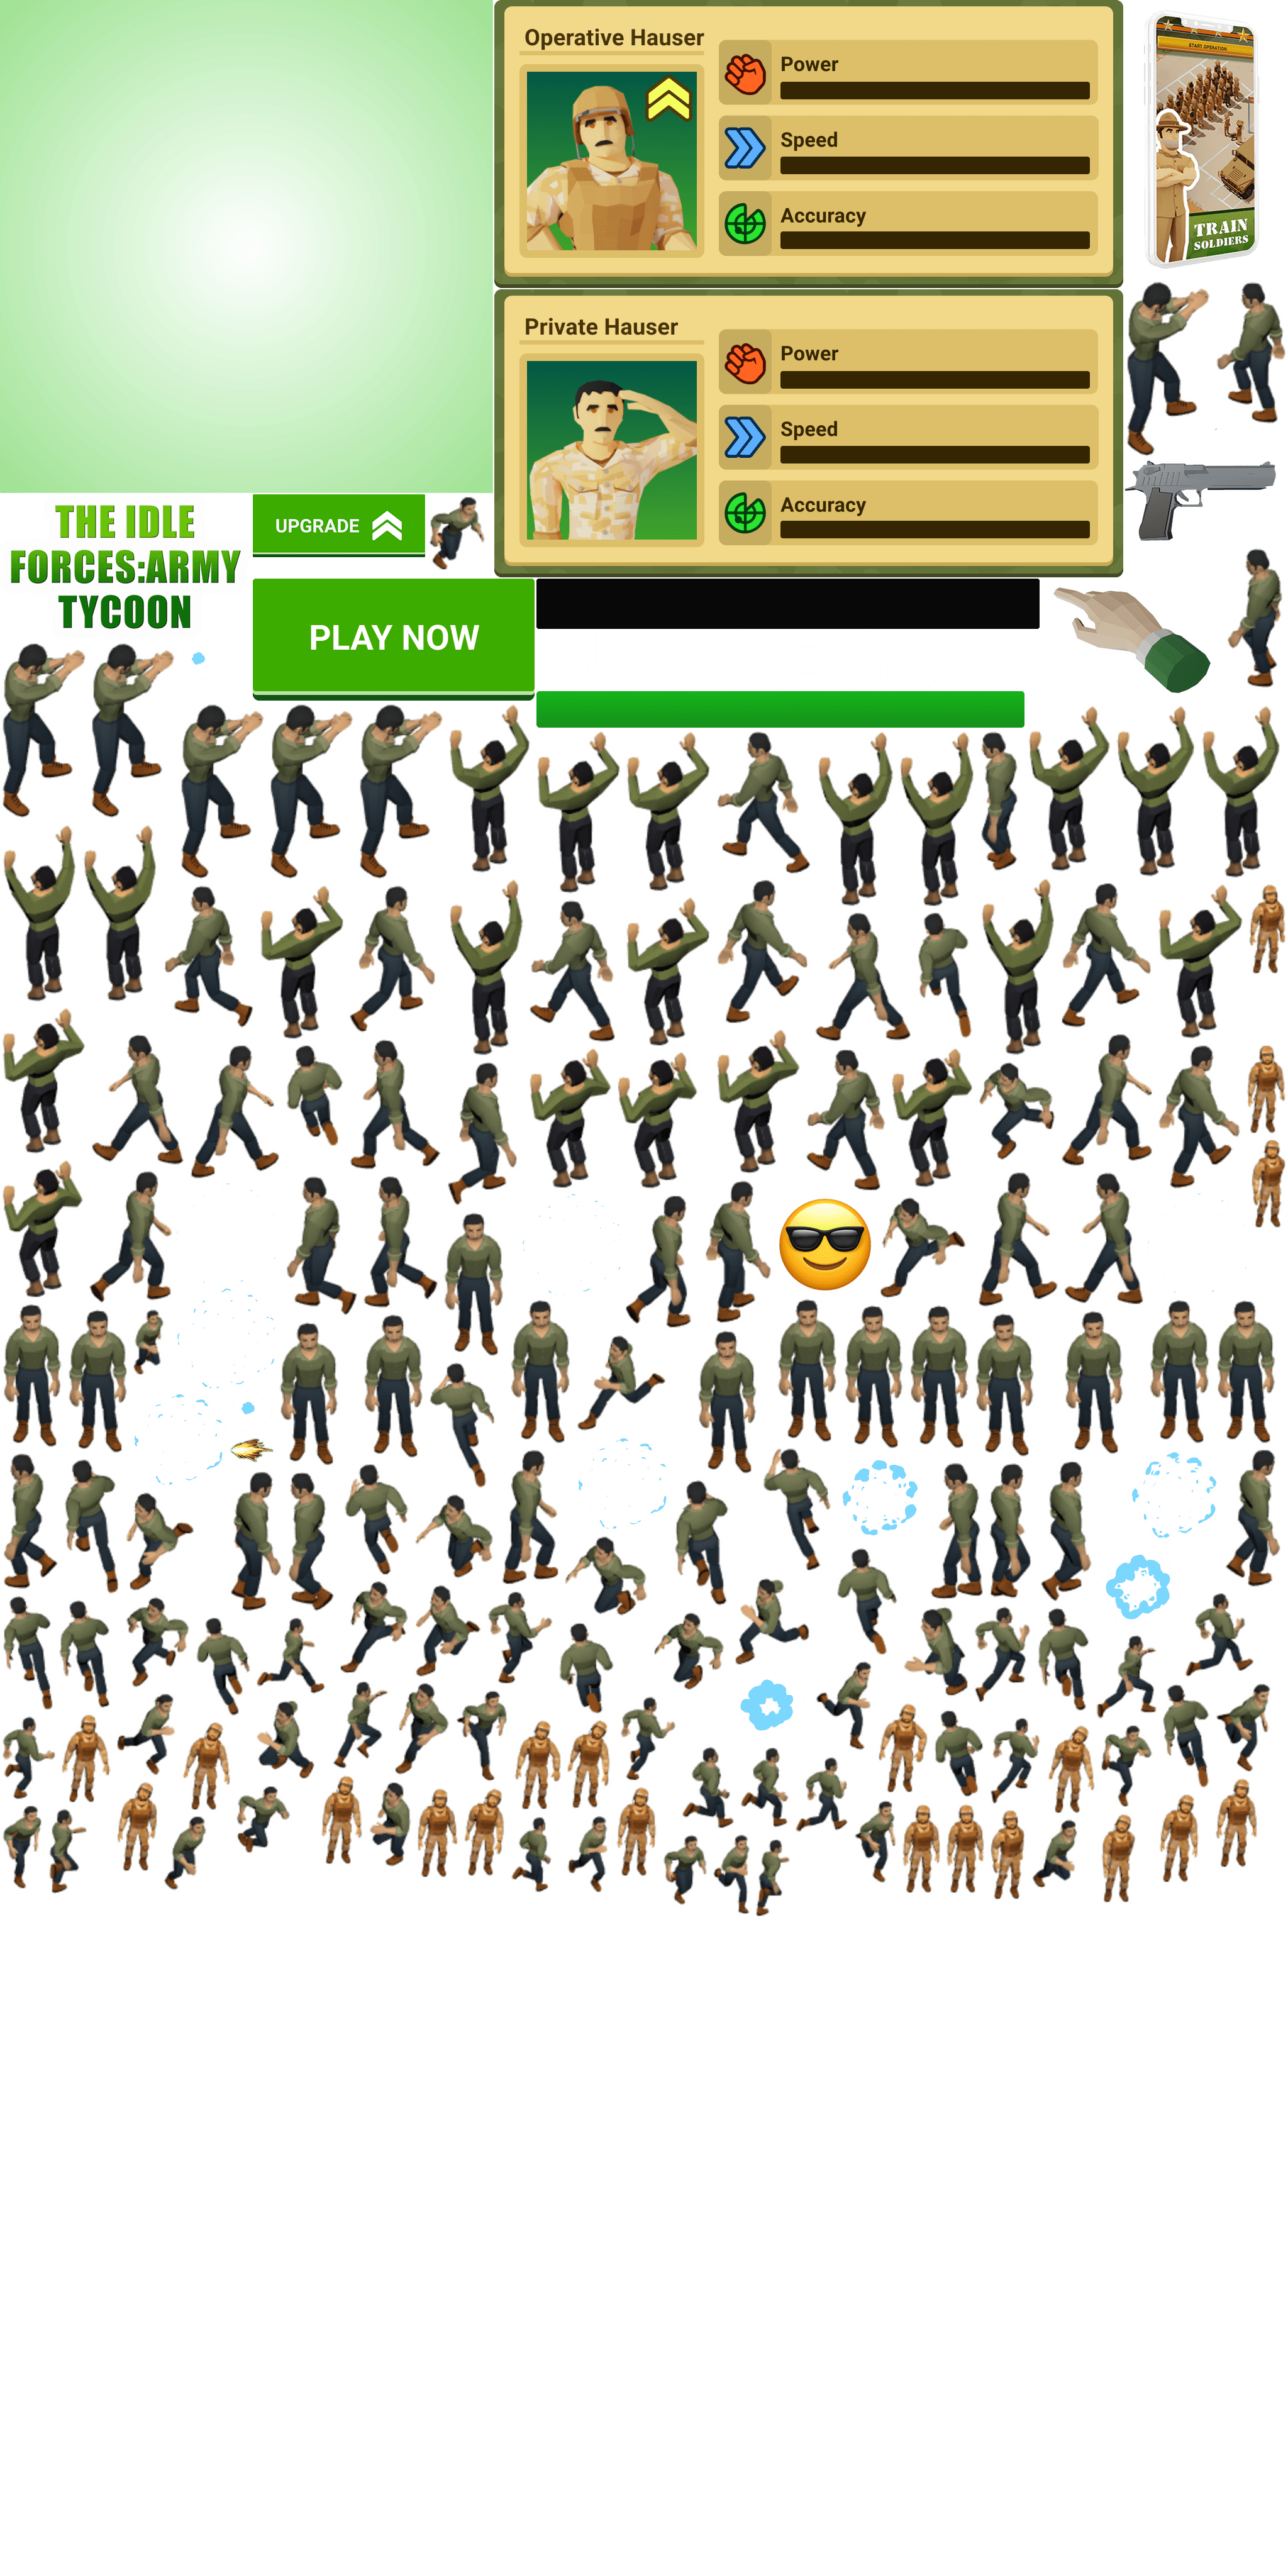 Operative Hauser
Power
Speed
Accuracy
START OPERATION
TRAIN
SOLDIERS
Private Hauser
Power
Speed
Accuracy
THE IDLE
FORCES:ARMY
TYCOON
UPGRADE
PLAY NOW